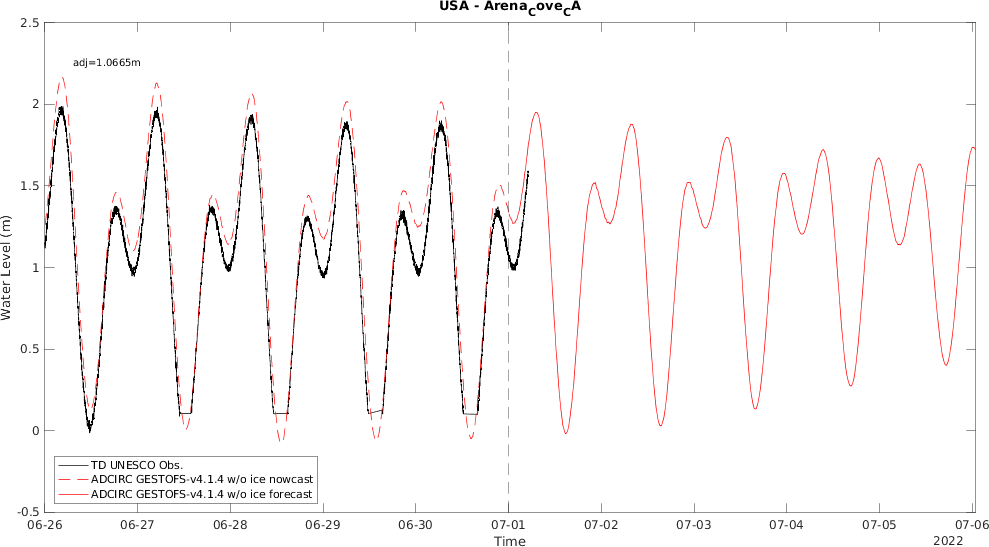 USA - ArenaCoveCA
2.5
adj=1.0665m
2
1.5
1
0.5
0
-0.5
Water Level (m)
TD UNESCO Obs.
ADCIRC GESTOFS-v4.1.4 w/o ice nowcast
ADCIRC GESTOFS-v4.1.4 w/o ice forecast
06-26 06-27 06-28 06-29 06-30 07-01 07-02 07-03 07-04 07-05 07-06
Time
2022